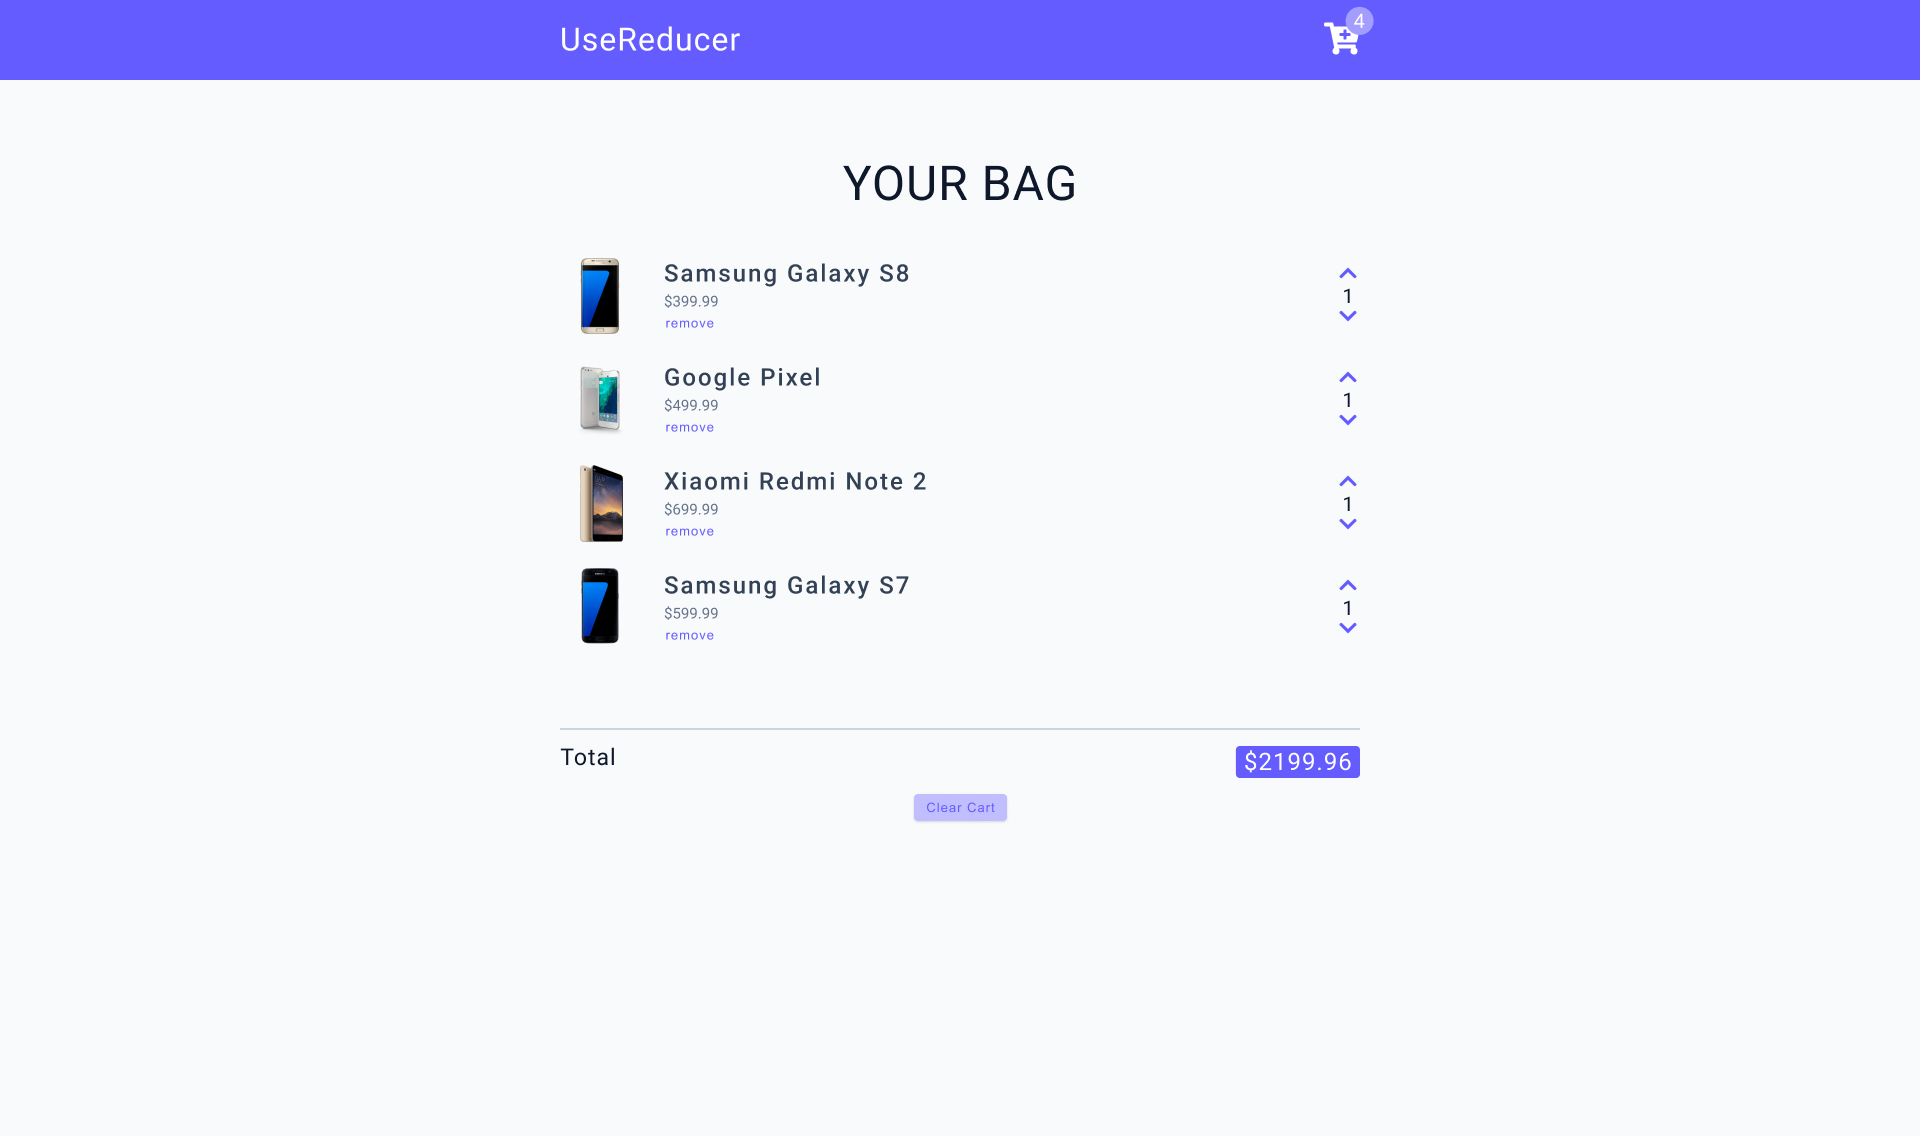 UseReducer
4
YOUR BAG
Samsung Galaxy S8
$399.99
remove
1
Google Pixel
$499.99
remove
1
Xiaomi Redmi Note 2
$699.99
remove
1
Samsung Galaxy S7
$599.99
remove
1
Total
$2199.96
Clear Cart